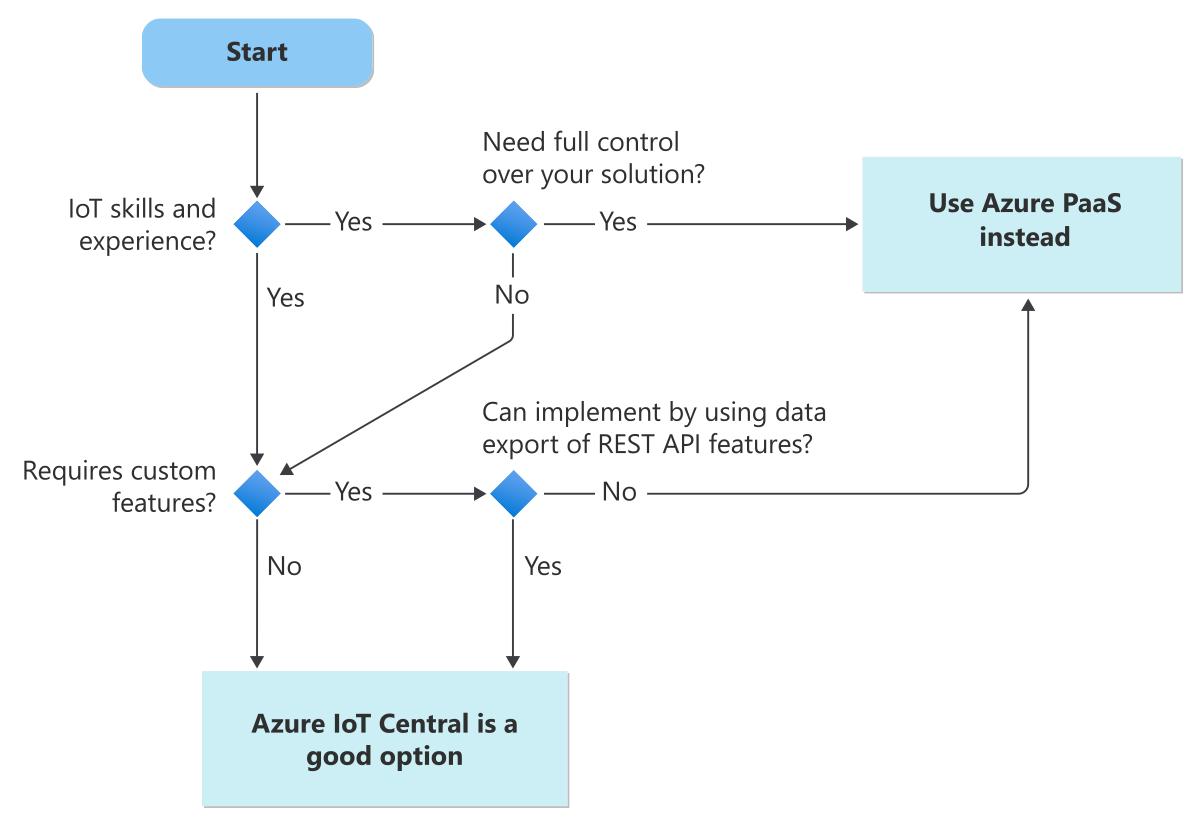 Start
Need full control
over your solution?
IoT skills and
experience?
Yes
Yes
Use Azure PaaS
instead
Yes
No
Can implement by using data
export of REST API features?
Requires custom
features?
Yes
No
No
Yes
Azure IoT Central is a
good option